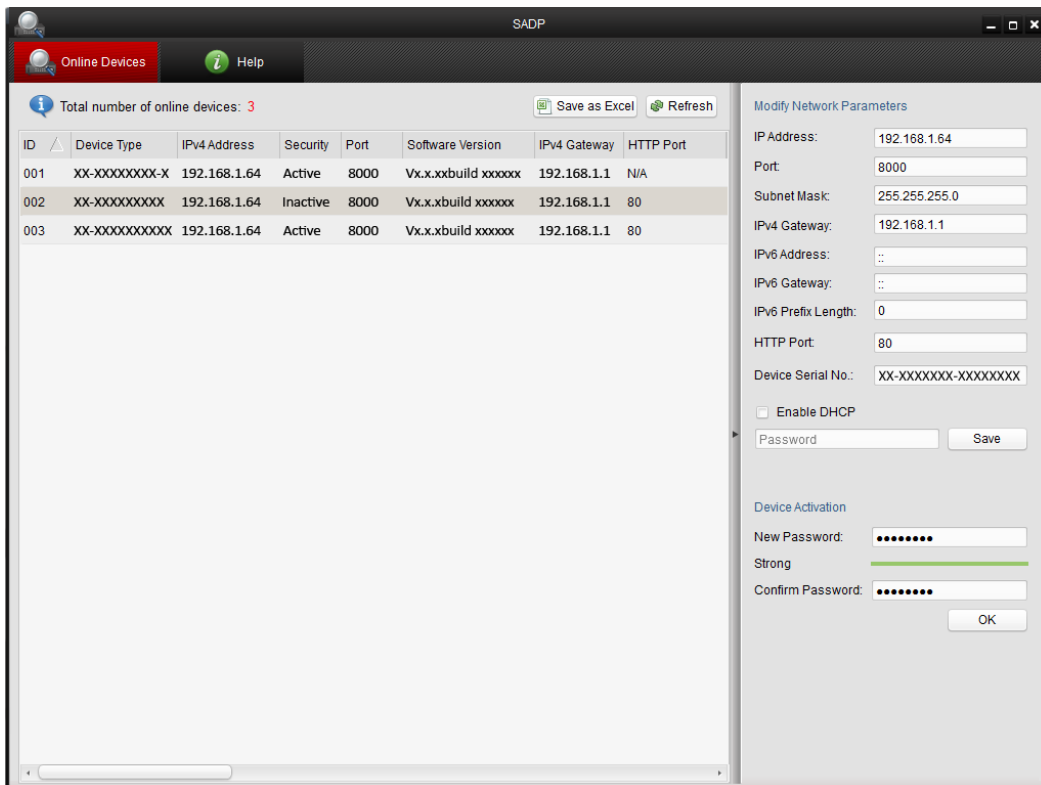 SADP
Online Devices Help
Total number of online devices: 3 Save as Excel Refresh
ID Device Type IPv4 Address Security Port Software Version IPv4 Gateway HTTP Port
001 XX-XXXXXXXX-X 192.168.1.64 Active 8000 Vx.x.xxbuild xxxxxx 192.168.1.1 N/A
002 XX-XXXXXXXXX 192.168.1.64 Inactive 8000 Vx.x.xbuild xxxxxx 192.168.1.1 80
003 XX-XXXXXXXXXX 192.168.1.64 Active 8000 Vx.x.xbuild xxxxxx 192.168.1.1 80
Modify Network Parameters
IP Address: 192.168.1.64
Port: 8000
Subnet Mask: 255.255.255.0
IPv4 Gateway: 192.168.1.1
IPv6 Address: ::
IPv6 Gateway: ::
IPv6 Prefix Length: 0
HTTP Port: 80
Device Serial No.: XX-XXXXXXX-XXXXXXXX
Enable DHCP
Password Save
Device Activation
New Password: ●●●●●●●●
Strong
Confirm Password: ●●●●●●●●
OK